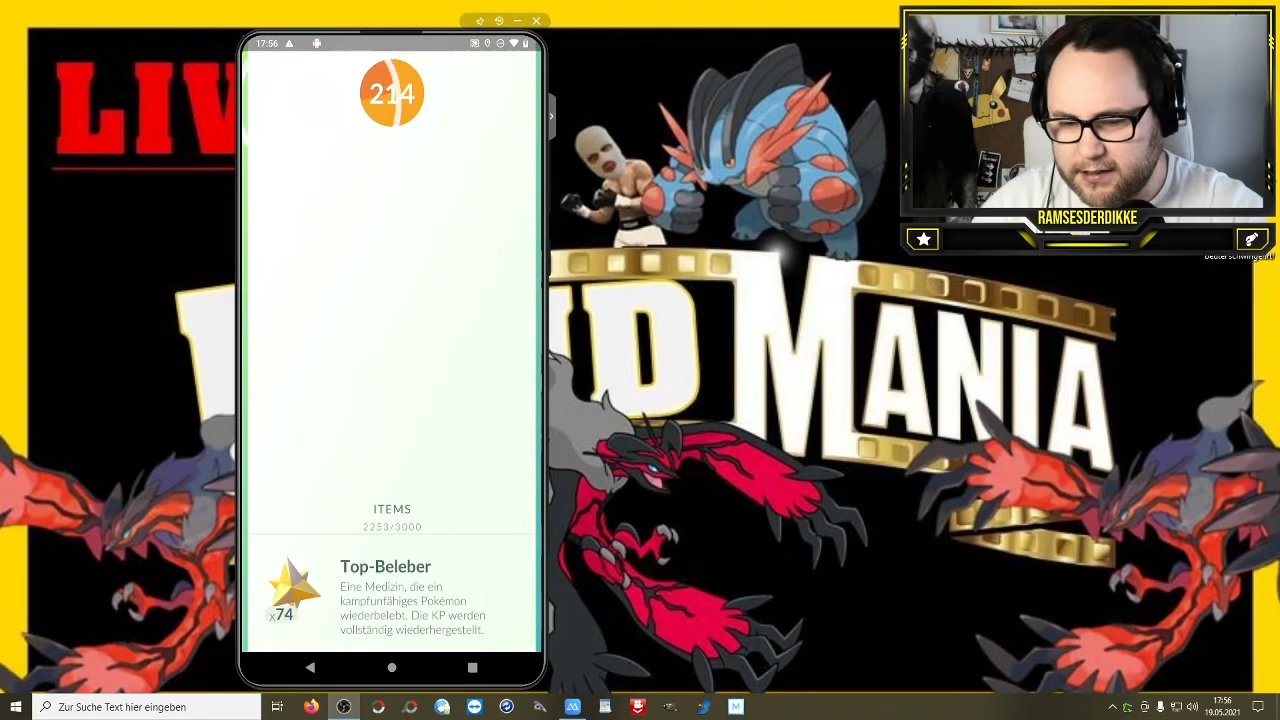 17:56
LIV
214
D
MANIA
RAMSESDERDIKKE
ITEMS
2253/3000
Top-Beleber
Eine Medizin, die ein
kampfunfähiges Pokémon
wiederbelebt. Die KP werden
vollständig wiederhergestellt.
x74
Zur Suche Text hier eingeben
17:56
19.05.2021